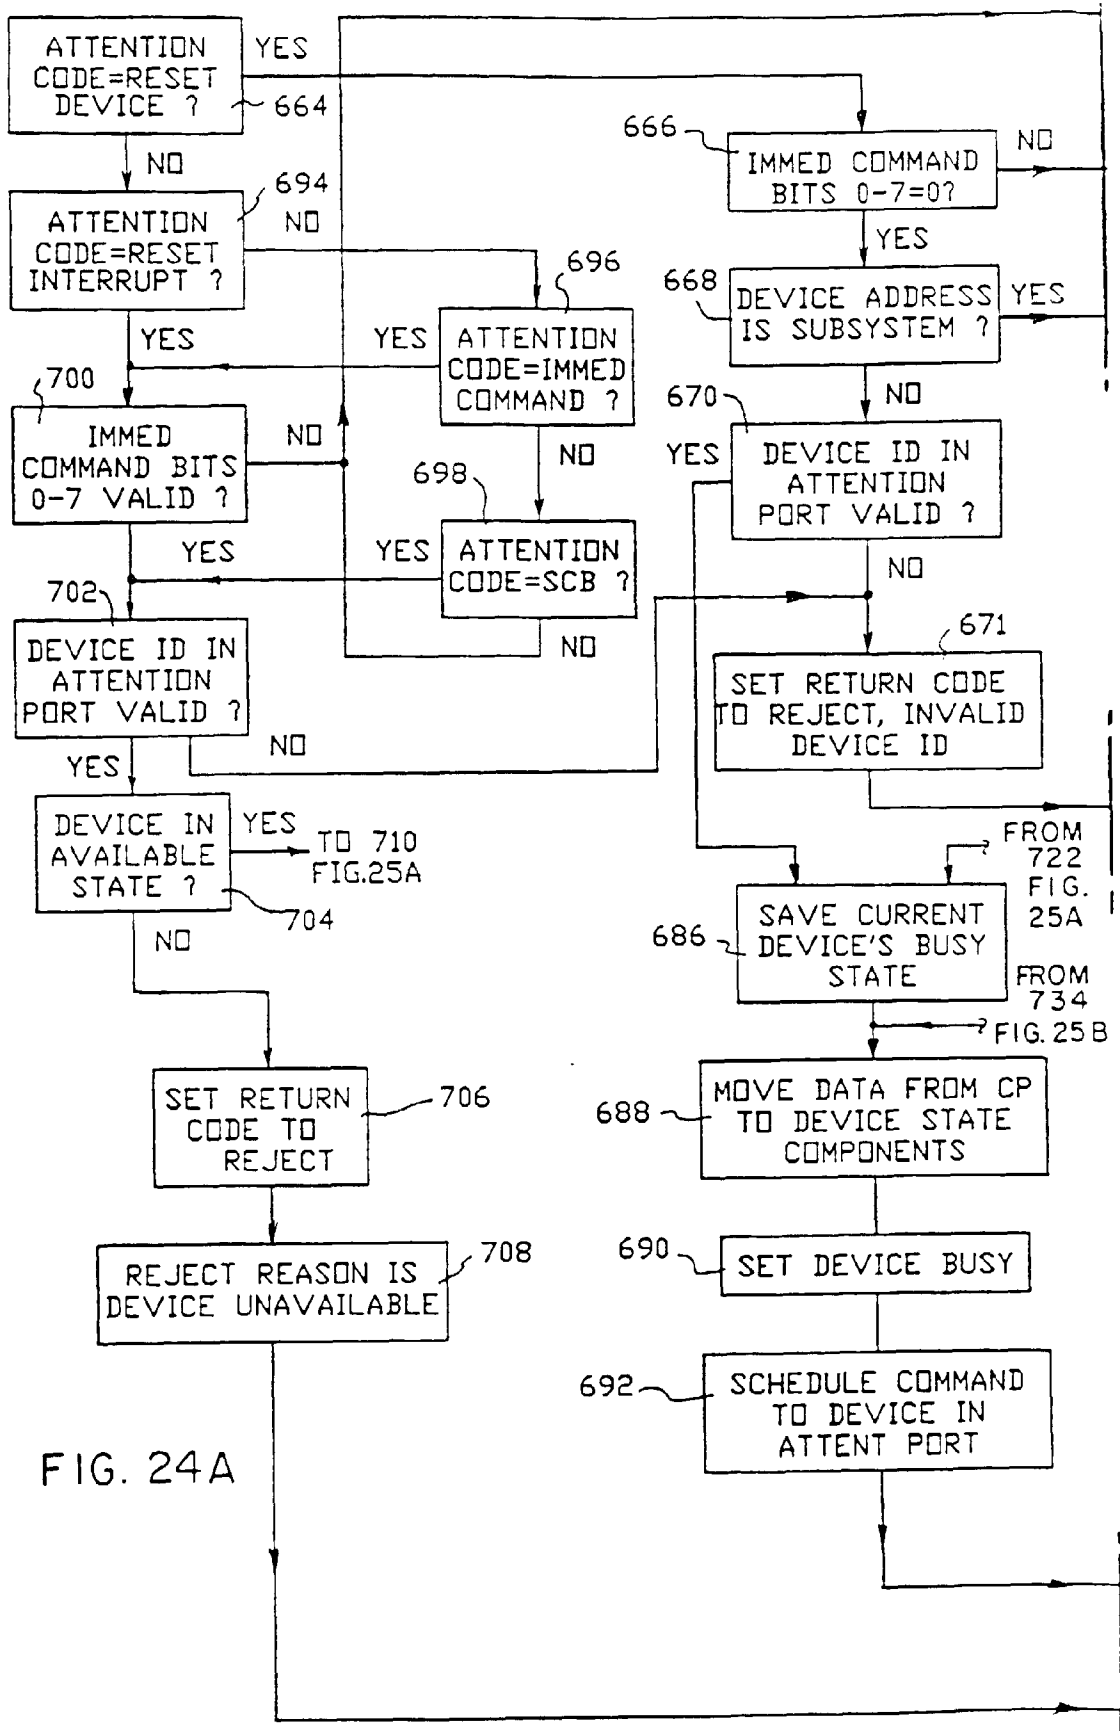 ATTENTION
CODE=RESET
DEVICE ?
YES
664
NO
666
IMMED COMMAND
BITS 0-7=0?
NO
YES
694
ATTENTION
CODE=RESET
INTERRUPT ?
NO
YES
696
ATTENTION
CODE=IMMED
COMMAND ?
YES
NO
668
DEVICE ADDRESS
IS SUBSYSTEM ?
YES
NO
700
IMMED
COMMAND BITS
0-7 VALID ?
NO
YES
698
ATTENTION
CODE=SCB ?
YES
NO
670
YES
DEVICE ID IN
ATTENTION
PORT VALID ?
NO
702
DEVICE ID IN
ATTENTION
PORT VALID ?
NO
YES
671
SET RETURN CODE
TO REJECT, INVALID
DEVICE ID
DEVICE IN
AVAILABLE
STATE ?
YES
TO 710
FIG.25A
704
NO
FROM
722
FIG.
25A
686
SAVE CURRENT
DEVICE'S BUSY
STATE
FROM
734
FIG.25B
SET RETURN
CODE TO
REJECT
706
688
MOVE DATA FROM CP
TO DEVICE STATE
COMPONENTS
REJECT REASON IS
DEVICE UNAVAILABLE
708
690
SET DEVICE BUSY
692
SCHEDULE COMMAND
TO DEVICE IN
ATTENT PORT
FIG. 24A